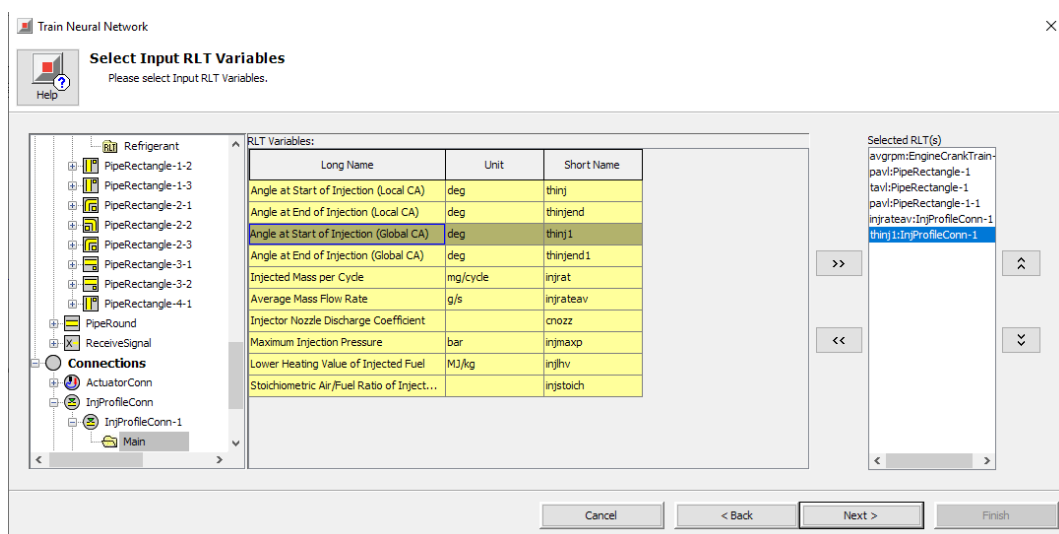 Train Neural Network
Help
Select Input RLT Variables
Please select Input RLT Variables.
RLT Refrigerant
PipeRectangle-1-2
PipeRectangle-1-3
PipeRectangle-2-1
PipeRectangle-2-2
PipeRectangle-2-3
PipeRectangle-3-1
PipeRectangle-3-2
PipeRectangle-4-1
PipeRound
ReceiveSignal
Connections
ActuatorConn
InjProfileConn
InjProfileConn-1
Main
RLT Variables:
Long Name Unit Short Name
Angle at Start of Injection (Local CA) deg thinj
Angle at End of Injection (Local CA) deg thinjend
Angle at Start of Injection (Global CA) deg thinj1
Angle at End of Injection (Global CA) deg thinjend1
Injected Mass per Cycle mg/cycle injrat
Average Mass Flow Rate g/s injrateav
Injector Nozzle Discharge Coefficient cnozz
Maximum Injection Pressure bar injmaxp
Lower Heating Value of Injected Fuel MJ/kg injlhv
Stoichiometric Air/Fuel Ratio of Inject... injstoich
>>
<<
Selected RLT(s)
avgrpm:EngineCrankTrain-
pavl:PipeRectangle-1
tavl:PipeRectangle-1
pavl:PipeRectangle-1-1
injrateav:InjProfileConn-1
thinj1:InjProfileConn-1
Cancel
< Back
Next >
Finish